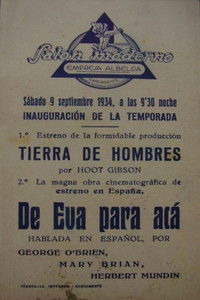 Salón moderno
EMPRESA ALBELDA
Sábado 9 septiembre 1934, a las 9'30 noche
INAUGURACIÓN DE LA TEMPORADA
1.º Estreno de la formidable producción
TIERRA DE HOMBRES
por HOOT GIBSON
2.º La magna obra cinematográfica de
estreno en España,
De Eva para acá
HABLADA EN ESPAÑOL, POR
GEORGE O'BRIEN,
MARY BRIAN,
HERBERT MUNDIN